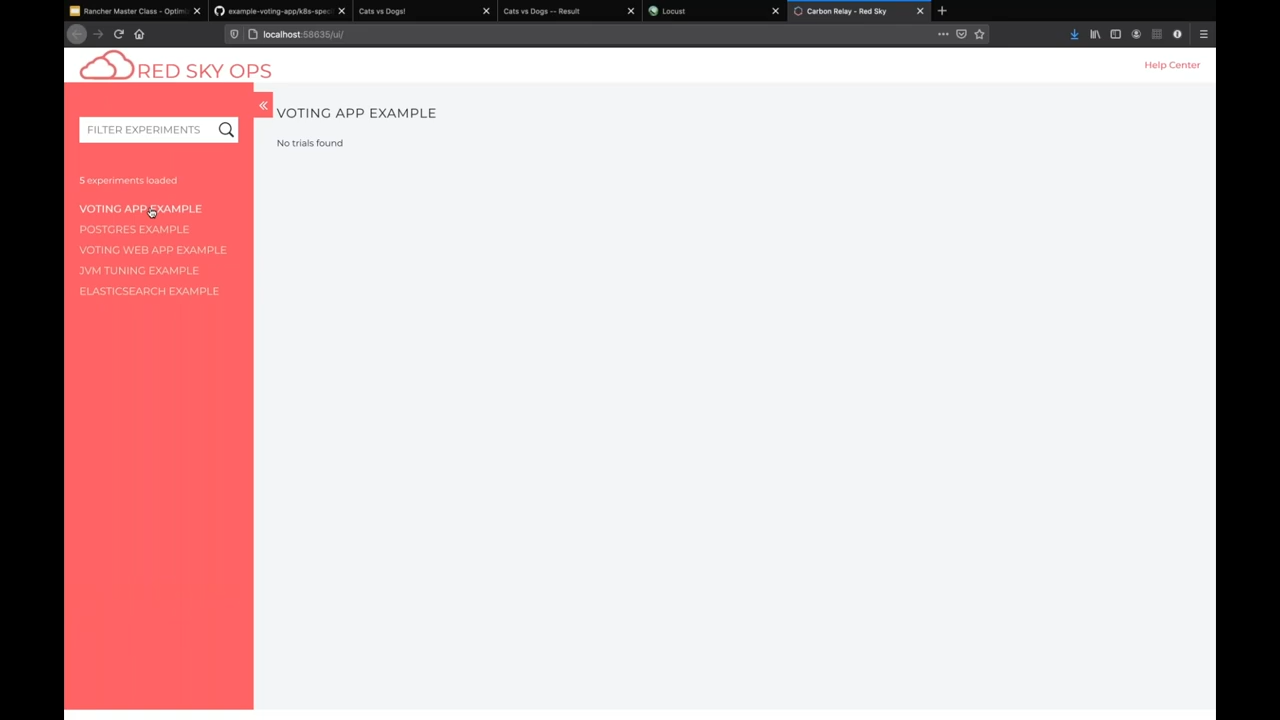 Rancher Master Class - Optimi
example-voting-app/k8s-speci
Cats vs Dogs!
Cats vs Dogs -- Result
Locust
Carbon Relay - Red Sky
localhost:58635/ui/
RED SKY OPS
Help Center
FILTER EXPERIMENTS
5 experiments loaded
VOTING APP EXAMPLE
POSTGRES EXAMPLE
VOTING WEB APP EXAMPLE
JVM TUNING EXAMPLE
ELASTICSEARCH EXAMPLE
VOTING APP EXAMPLE
No trials found